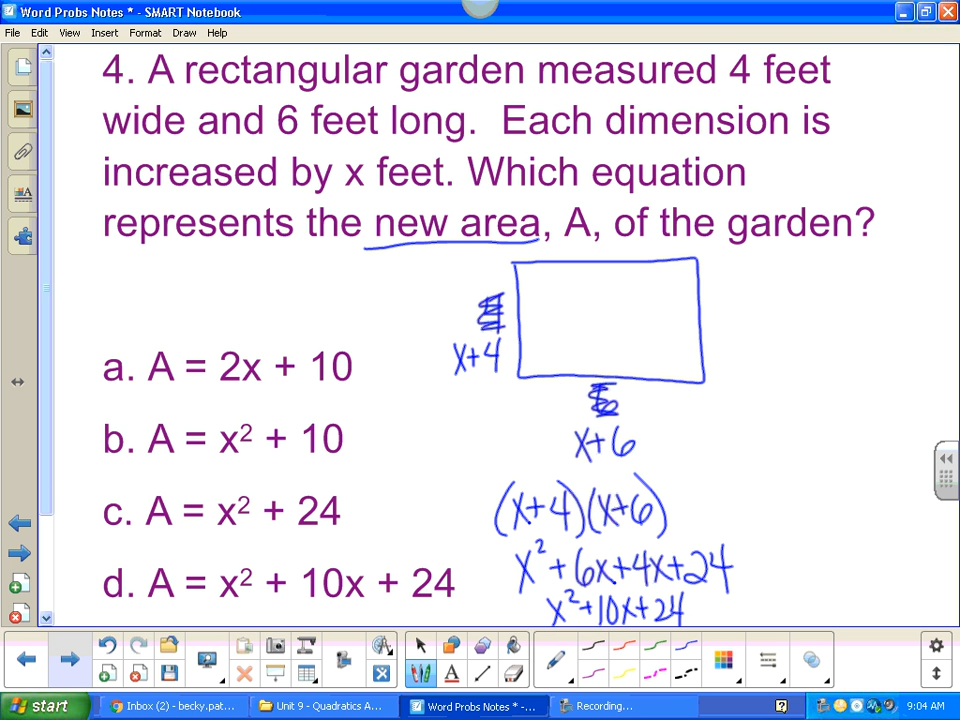 Word Probs Notes * - SMART Notebook
File Edit View Insert Format Draw Help
4. A rectangular garden measured 4 feet
wide and 6 feet long. Each dimension is
increased by x feet. Which equation
represents the new area, A, of the garden?
x+4
x+6
a. A = 2x + 10
b. A = x² + 10
c. A = x² + 24
d. A = x² + 10x + 24
(x+4)(x+6)
x²+6x+4x+24
x²+10x+24
start
Inbox (2) - becky.pat...
Unit 9 - Quadratics A...
Word Probs Notes * -...
Recording...
9:04 AM